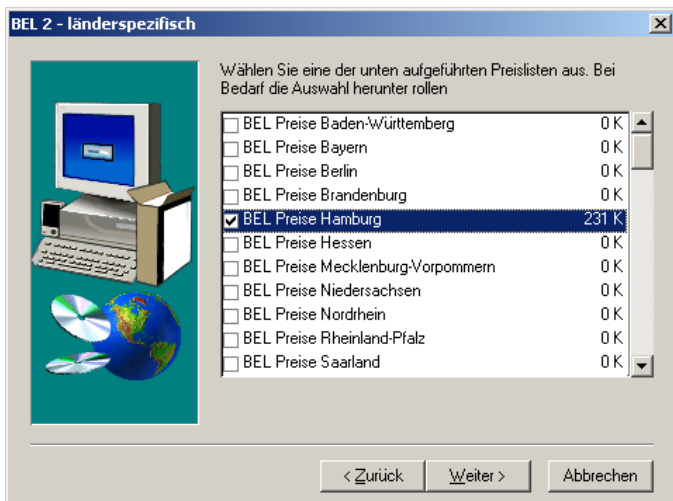 BEL 2 - länderspezifisch
Wählen Sie eine der unten aufgeführten Preislisten aus. Bei
Bedarf die Auswahl herunter rollen
BEL Preise Baden-Württemberg 0 K
BEL Preise Bayern 0 K
BEL Preise Berlin 0 K
BEL Preise Brandenburg 0 K
BEL Preise Hamburg 231 K
BEL Preise Hessen 0 K
BEL Preise Mecklenburg-Vorpommern 0 K
BEL Preise Niedersachsen 0 K
BEL Preise Nordrhein 0 K
BEL Preise Rheinland-Pfalz 0 K
BEL Preise Saarland 0 K
< Zurück Weiter > Abbrechen